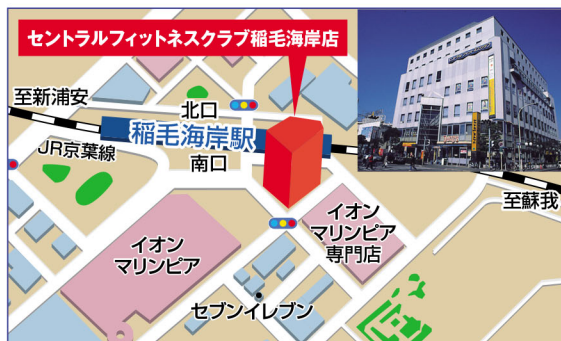 セントラルフィットネスクラブ稲毛海岸店
至新浦安
北口
稲毛海岸駅
JR京葉線
南口
至蘇我
イオン
マリンピア
専門店
イオン
マリンピア
セブンイレブン